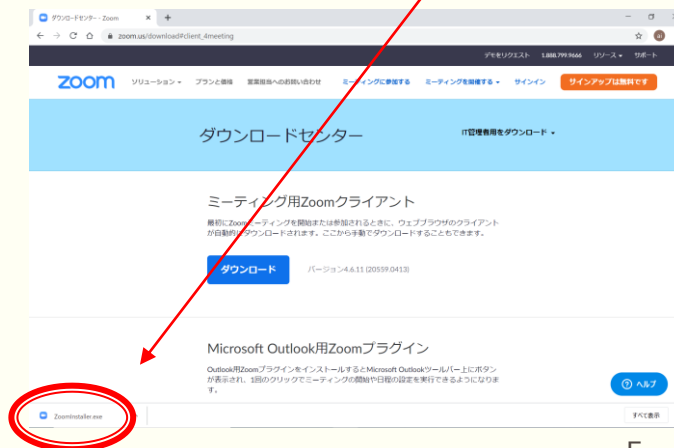 ダウンロードセンター - Zoom
zoom.us/download#client_4meeting
デモをリクエスト 1.888.799.9666 リソース サポート
zoom ソリューション プランと価格 営業担当へのお問い合わせ ミーティングに参加する ミーティングを開催する サインイン サインアップは無料です
ダウンロードセンター
IT管理者用をダウンロード
ミーティング用Zoomクライアント
最初にZoomミーティングを開始または参加されるときに、ウェブブラウザのクライアント
が自動的にダウンロードされます。ここから手動でダウンロードすることもできます。
ダウンロード バージョン4.6.11 (20559.0413)
Microsoft Outlook用Zoomプラグイン
Outlook用ZoomプラグインをインストールするとMicrosoft Outlookツールバー上にボタン
が表示され、1回のクリックでミーティングの開始や日程の設定を実行できるようになりま
す。
ヘルプ
ZoomInstaller.exe
すべて表示